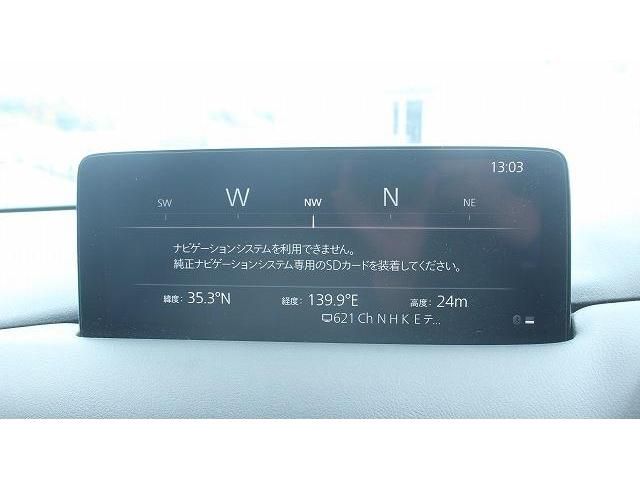 13:03
SW W NW N NE
ナビゲーションシステムを利用できません。
純正ナビゲーションシステム専用のSDカードを装着してください。
緯度: 35.3°N 経度: 139.9°E 高度: 24m
621 Ch N H K E テ...